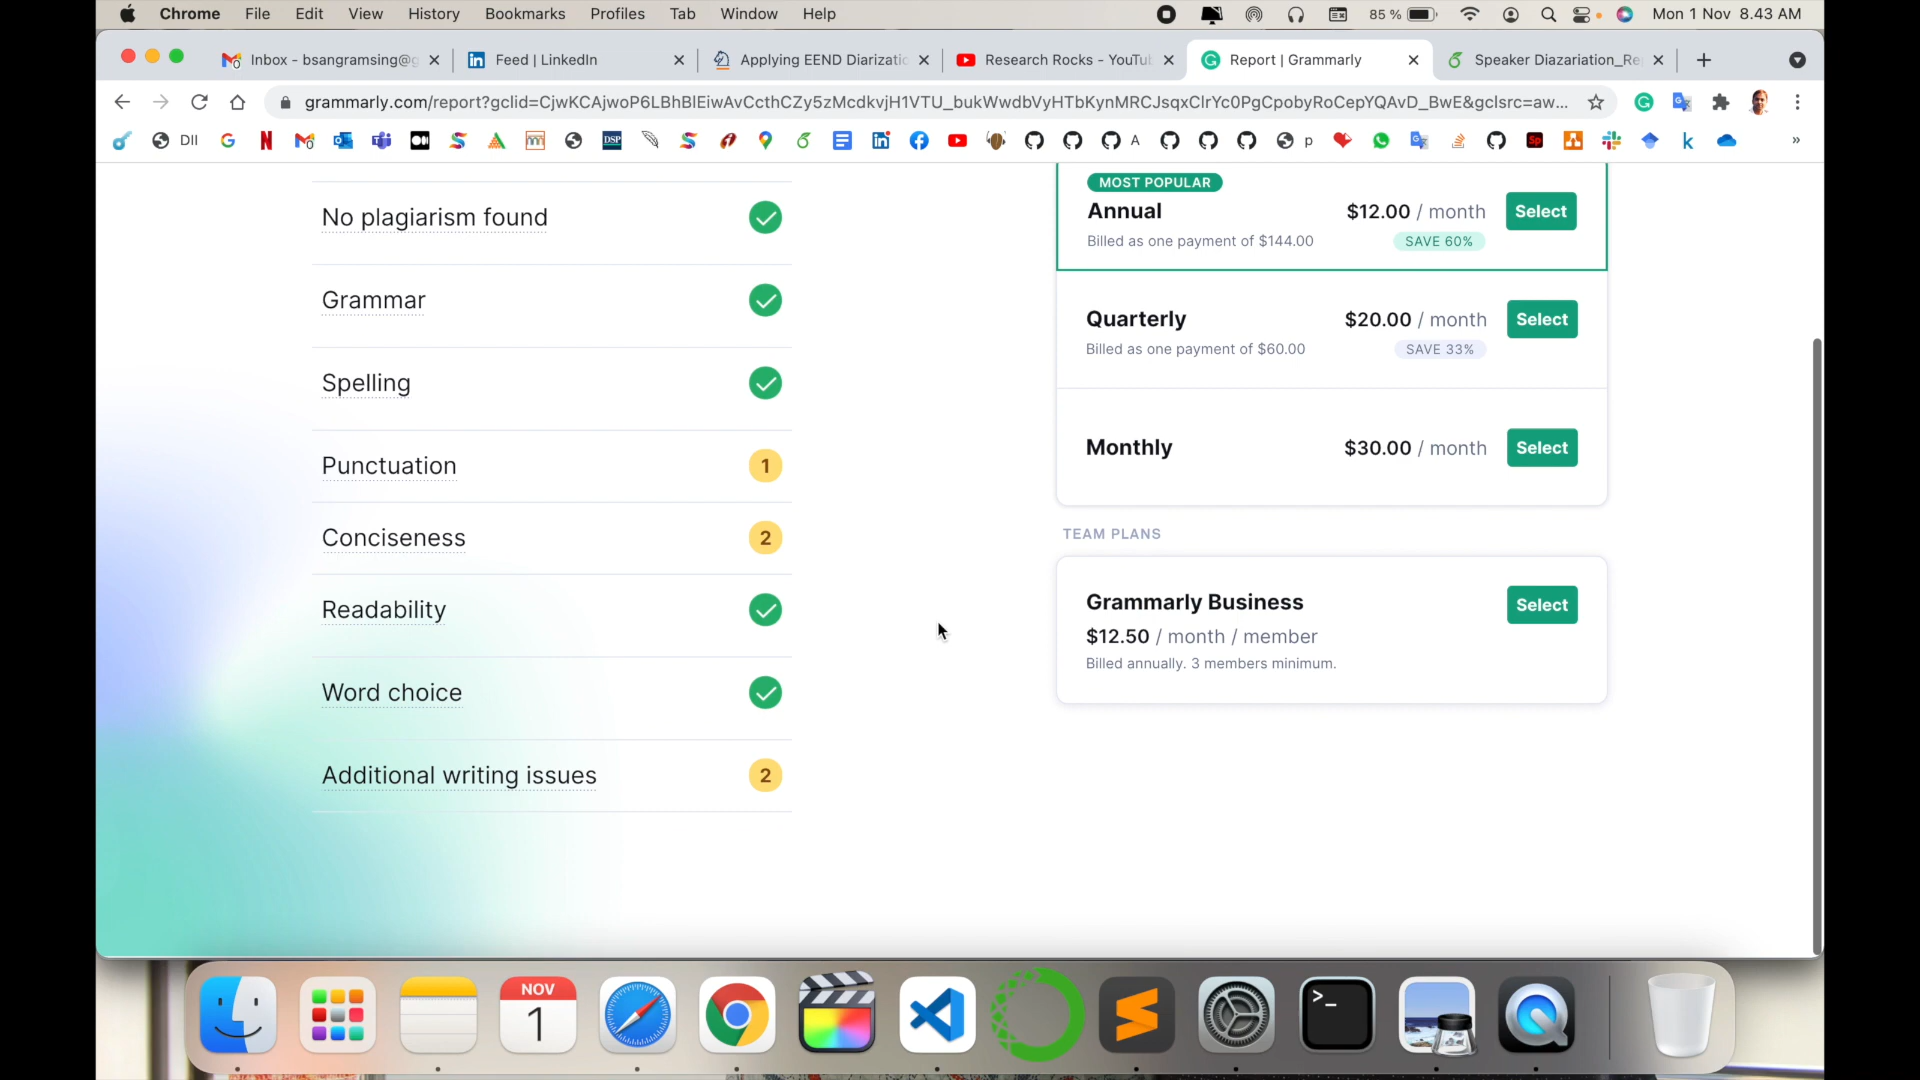 Chrome File Edit View History Bookmarks Profiles Tab Window Help 85 % Mon 1 Nov 8.43 AM
Inbox - bsangramsing@g
Feed | LinkedIn
Applying EEND Diarizatio
Research Rocks - YouTub
Report | Grammarly
Speaker Diazariation_Re
grammarly.com/report?gclid=CjwKCAjwoP6LBhBlEiwAvCcthCZy5zMcdkvjH1VTU_bukWwdbVyHTbKynMRCJsqxClrYc0PgCpobyRoCepYQAvD_BwE&gclsrc=aw...
DII
DSP
A
p
Sp
k
»
No plagiarism found
Grammar
Spelling
Punctuation 1
Conciseness 2
Readability
Word choice
Additional writing issues 2
MOST POPULAR
Annual $12.00 / month Select
Billed as one payment of $144.00 SAVE 60%
Quarterly $20.00 / month Select
Billed as one payment of $60.00 SAVE 33%
Monthly $30.00 / month Select
TEAM PLANS
Grammarly Business Select
$12.50 / month / member
Billed annually. 3 members minimum.
NOV
1
>_